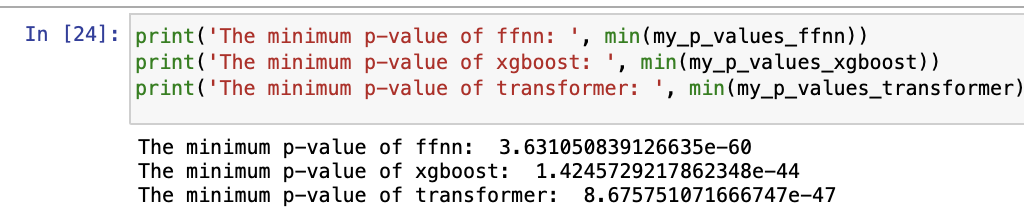 In [24]: print('The minimum p-value of ffnn: ', min(my_p_values_ffnn))
print('The minimum p-value of xgboost: ', min(my_p_values_xgboost))
print('The minimum p-value of transformer: ', min(my_p_values_transformer)
The minimum p-value of ffnn:  3.631050839126635e-60
The minimum p-value of xgboost:  1.4245729217862348e-44
The minimum p-value of transformer:  8.675751071666747e-47